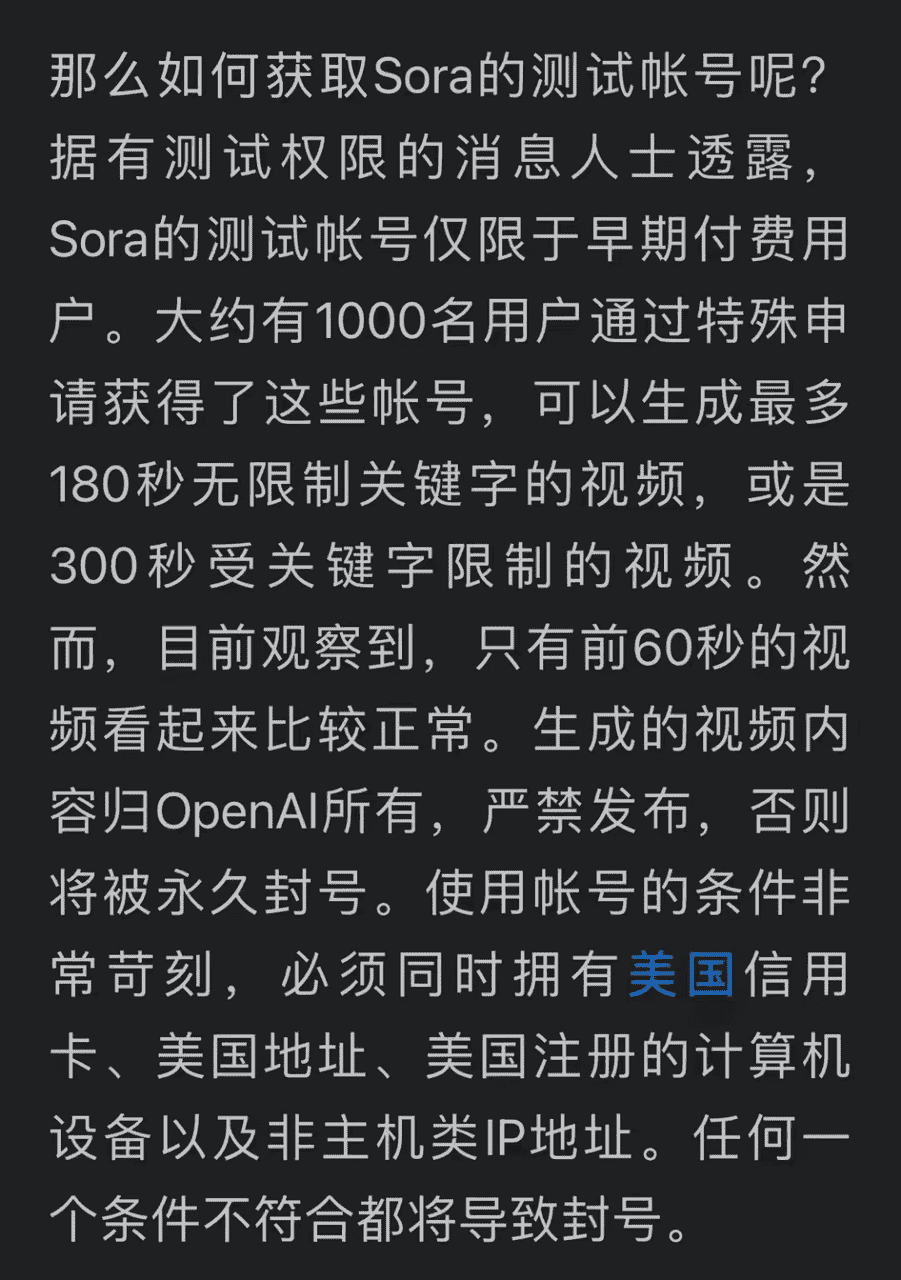 那么如何获取Sora的测试帐号呢?
据有测试权限的消息人士透露,
Sora的测试帐号仅限于早期付费用
户。大约有1000名用户通过特殊申
请获得了这些帐号,可以生成最多
180秒无限制关键字的视频,或是
300秒受关键字限制的视频。然
而,目前观察到,只有前60秒的视
频看起来比较正常。生成的视频内
容归OpenAI所有,严禁发布,否则
将被永久封号。使用帐号的条件非
常苛刻,必须同时拥有美国信用
卡、美国地址、美国注册的计算机
设备以及非主机类IP地址。任何一
个条件不符合都将导致封号。